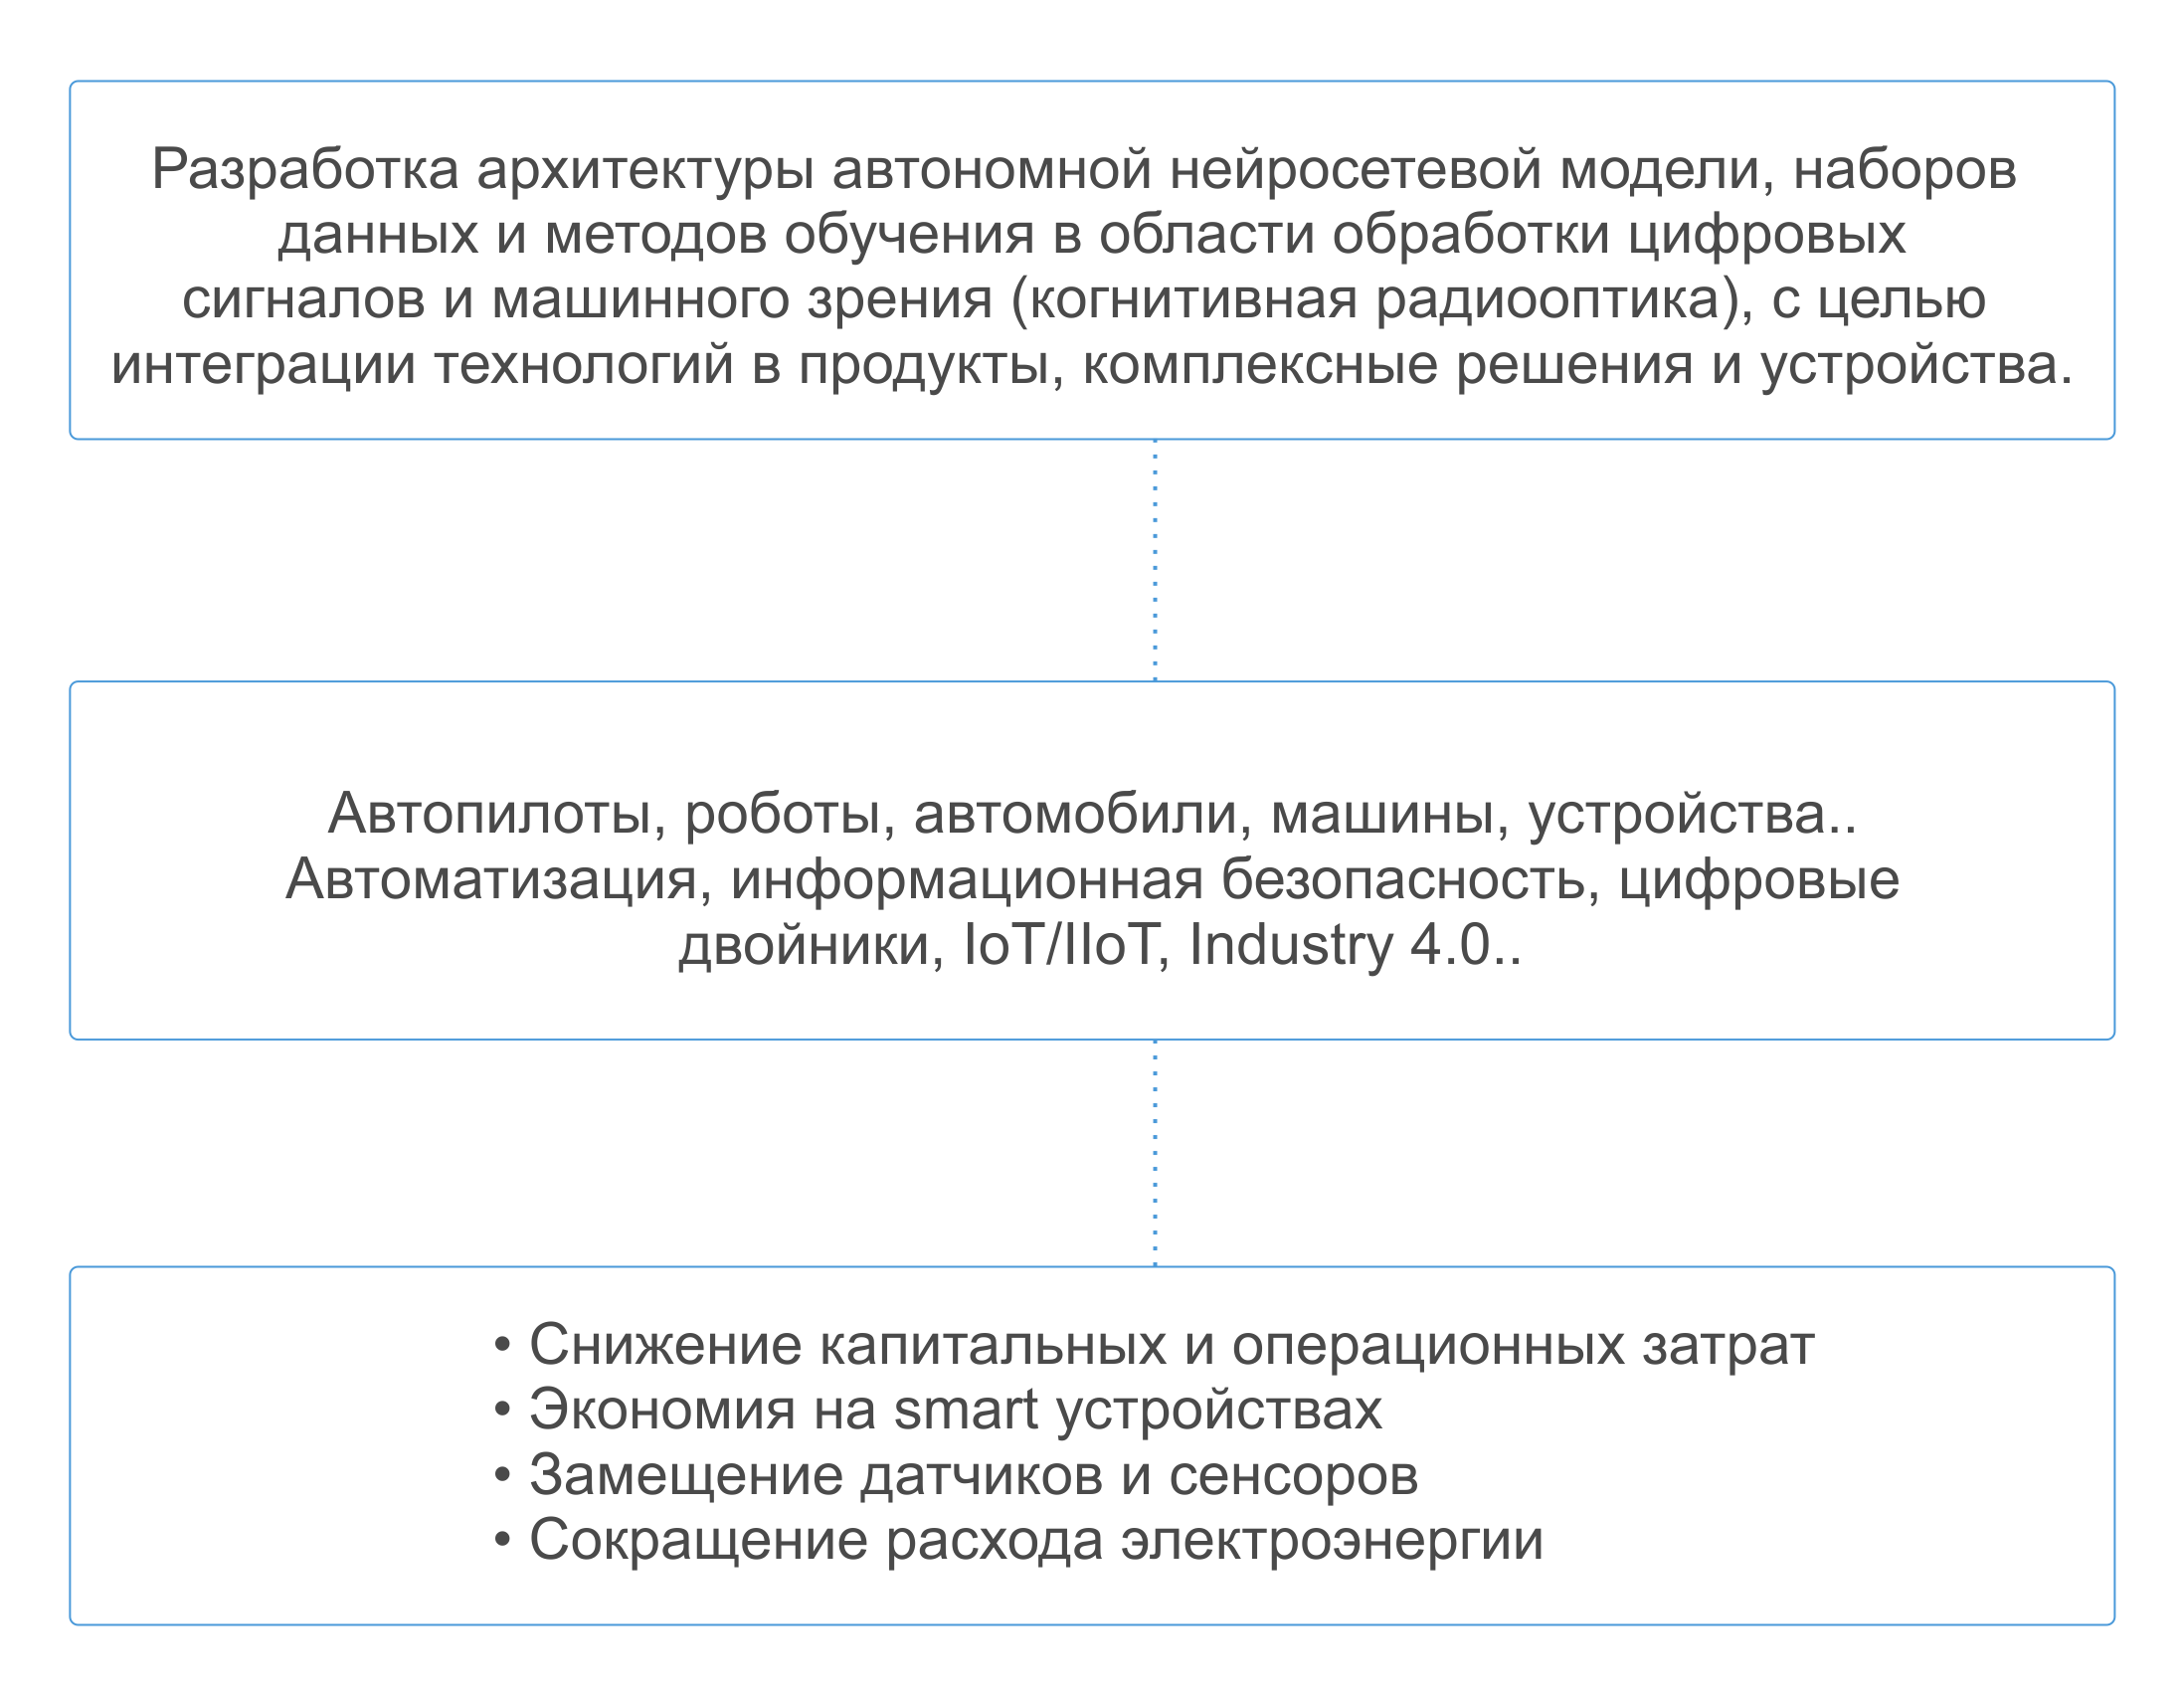 Разработка архитектуры автономной нейросетевой модели, наборов
данных и методов обучения в области обработки цифровых
сигналов и машинного зрения (когнитивная радиооптика), с целью
интеграции технологий в продукты, комплексные решения и устройства.
Автопилоты, роботы, автомобили, машины, устройства..
Автоматизация, информационная безопасность, цифровые
двойники, IoT/IIoT, Industry 4.0..
• Снижение капитальных и операционных затрат
• Экономия на smart устройствах
• Замещение датчиков и сенсоров
• Сокращение расхода электроэнергии